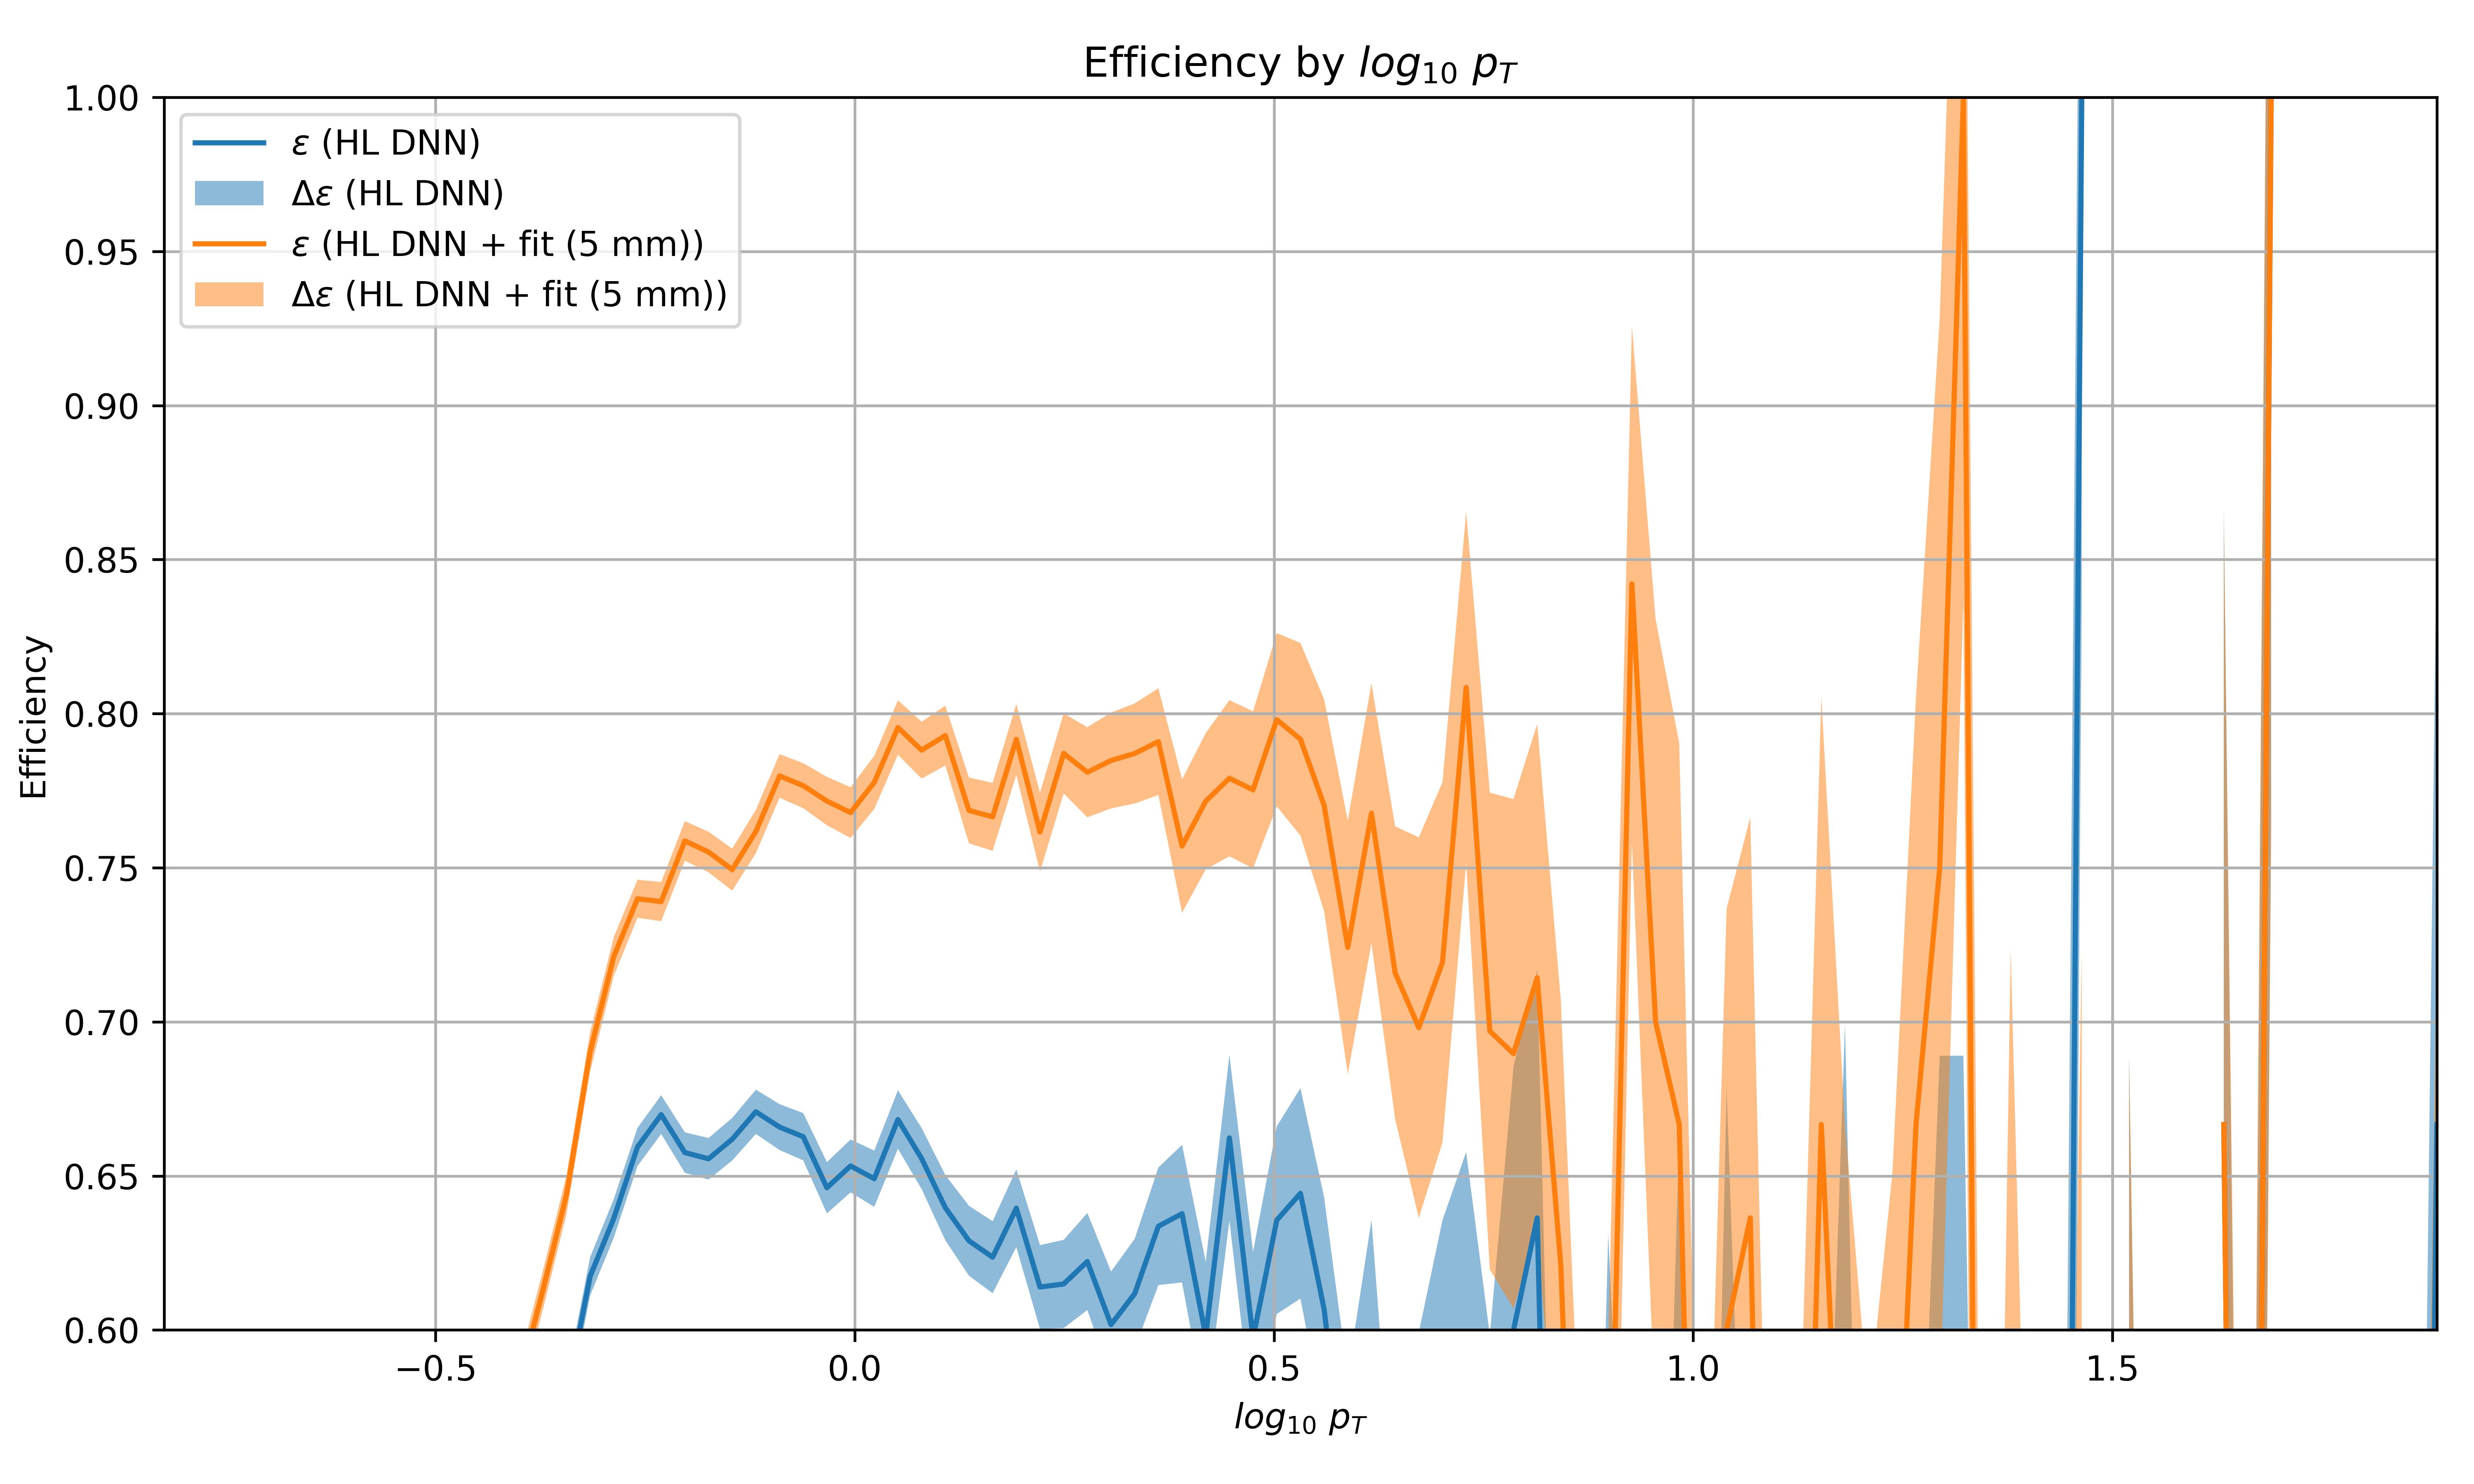 Efficiency by log₁₀ p_T
1.00
0.95
0.90
0.85
0.80
0.75
0.70
0.65
0.60
Efficiency
ε (HL DNN)
Δε (HL DNN)
ε (HL DNN + fit (5 mm))
Δε (HL DNN + fit (5 mm))
−0.5 0.0 0.5 1.0 1.5
log₁₀ p_T